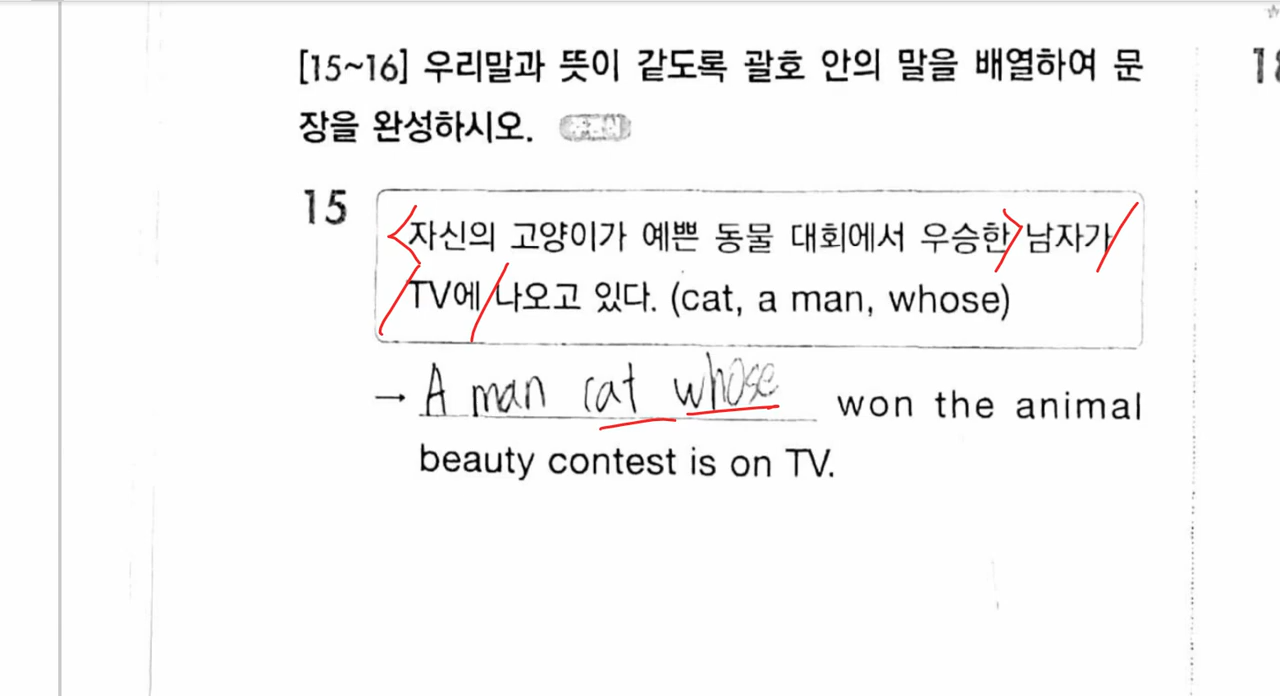 [15~16] 우리말과 뜻이 같도록 괄호 안의 말을 배열하여 문
장을 완성하시오. 주관식
15
자신의 고양이가 예쁜 동물 대회에서 우승한 남자가
TV에 나오고 있다. (cat, a man, whose)
→ A man cat whose won the animal
beauty contest is on TV.